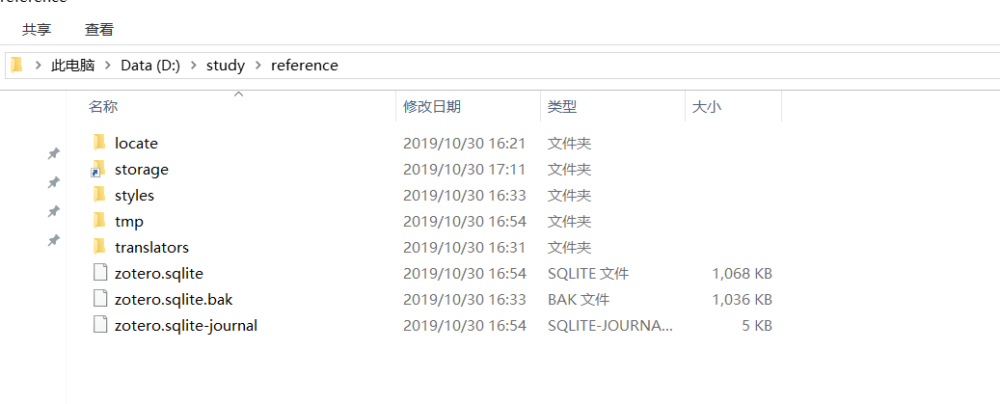 reference
共享 查看
此电脑 > Data (D:) > study > reference
名称 修改日期 类型 大小
locate 2019/10/30 16:21 文件夹
storage 2019/10/30 17:11 文件夹
styles 2019/10/30 16:33 文件夹
tmp 2019/10/30 16:54 文件夹
translators 2019/10/30 16:31 文件夹
zotero.sqlite 2019/10/30 16:54 SQLITE 文件 1,068 KB
zotero.sqlite.bak 2019/10/30 16:33 BAK 文件 1,036 KB
zotero.sqlite-journal 2019/10/30 16:54 SQLITE-JOURNA... 5 KB